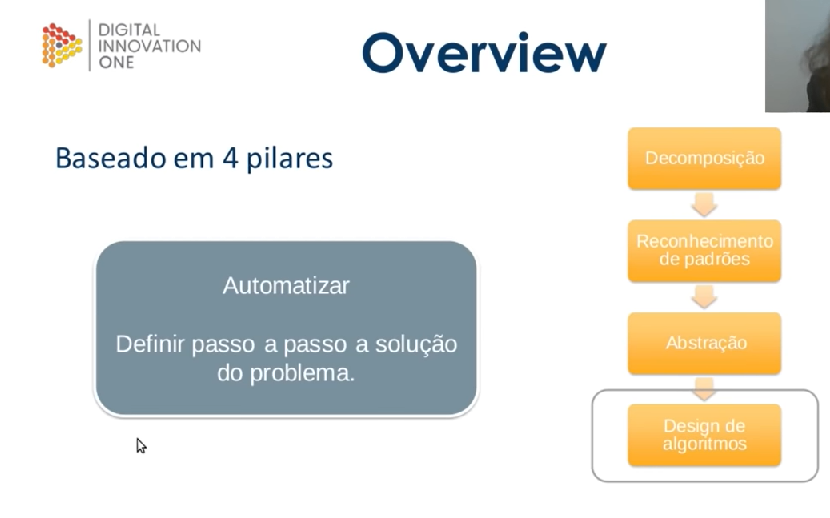 DIGITAL
INNOVATION
ONE
Overview
Baseado em 4 pilares
Automatizar
Definir passo a passo a solução
do problema.
Decomposição
Reconhecimento
de padrões
Abstração
Design de
algoritmos